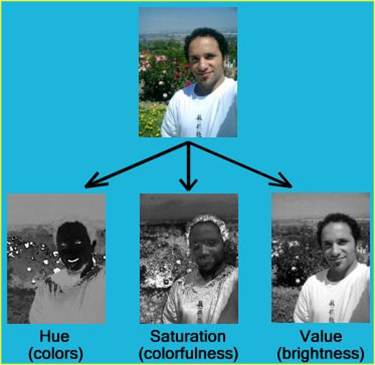 Hue
(colors)
Saturation
(colorfulness)
Value
(brightness)